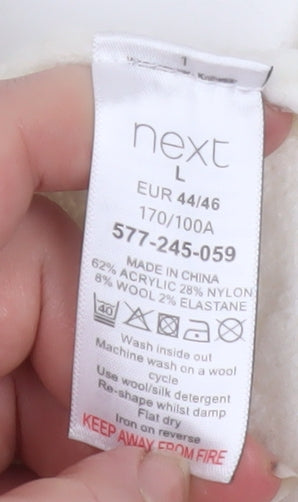 1
next
L
EUR 44/46
170/100A
577-245-059
MADE IN CHINA
62% ACRYLIC 28% NYLON
8% WOOL 2% ELASTANE
40
Wash inside out
Machine wash on a wool
cycle
Use wool/silk detergent
Re-shape whilst damp
Flat dry
Iron on reverse
KEEP AWAY FROM FIRE